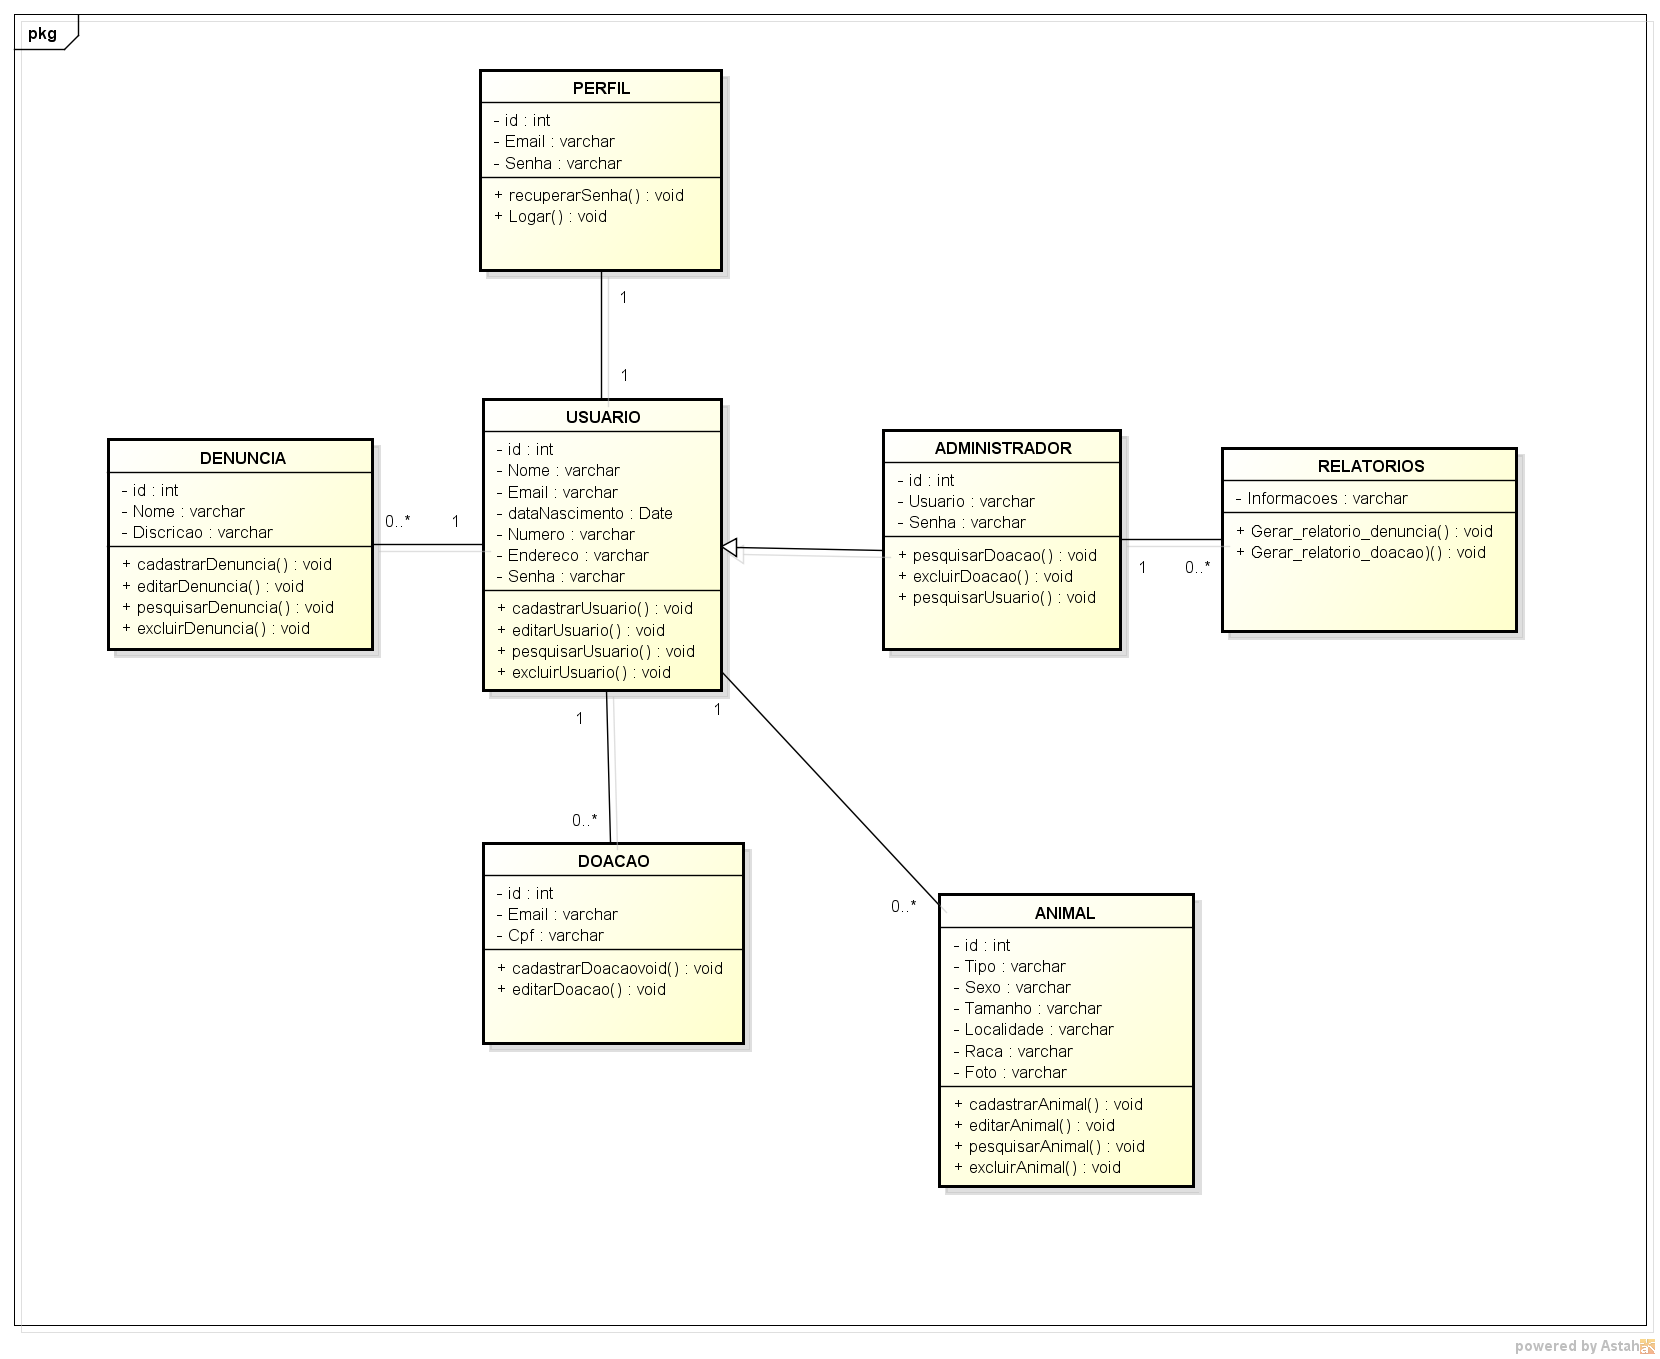 pkg
PERFIL
- id : int
- Email : varchar
- Senha : varchar
+ recuperarSenha() : void
+ Logar() : void
1
1
USUARIO
- id : int
- Nome : varchar
- Email : varchar
- dataNascimento : Date
- Numero : varchar
- Endereco : varchar
- Senha : varchar
+ cadastrarUsuario() : void
+ editarUsuario() : void
+ pesquisarUsuario() : void
+ excluirUsuario() : void
DENUNCIA
- id : int
- Nome : varchar
- Discricao : varchar
+ cadastrarDenuncia() : void
+ editarDenuncia() : void
+ pesquisarDenuncia() : void
+ excluirDenuncia() : void
0..*
1
ADMINISTRADOR
- id : int
- Usuario : varchar
- Senha : varchar
+ pesquisarDoacao() : void
+ excluirDoacao() : void
+ pesquisarUsuario() : void
1
0..*
RELATORIOS
- Informacoes : varchar
+ Gerar_relatorio_denuncia() : void
+ Gerar_relatorio_doacao)() : void
1
1
0..*
0..*
DOACAO
- id : int
- Email : varchar
- Cpf : varchar
+ cadastrarDoacaovoid() : void
+ editarDoacao() : void
ANIMAL
- id : int
- Tipo : varchar
- Sexo : varchar
- Tamanho : varchar
- Localidade : varchar
- Raca : varchar
- Foto : varchar
+ cadastrarAnimal() : void
+ editarAnimal() : void
+ pesquisarAnimal() : void
+ excluirAnimal() : void
powered by Astah